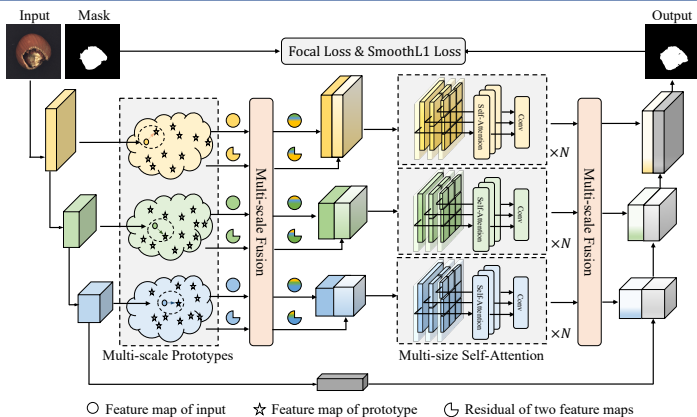 Input
Mask
Output
Focal Loss & SmoothL1 Loss
Multi-scale Fusion
Self-Attention
Conv
×N
Multi-scale Fusion
Self-Attention
Conv
×N
Self-Attention
Conv
×N
Multi-scale Prototypes
Multi-size Self-Attention
Feature map of input
Feature map of prototype
Residual of two feature maps